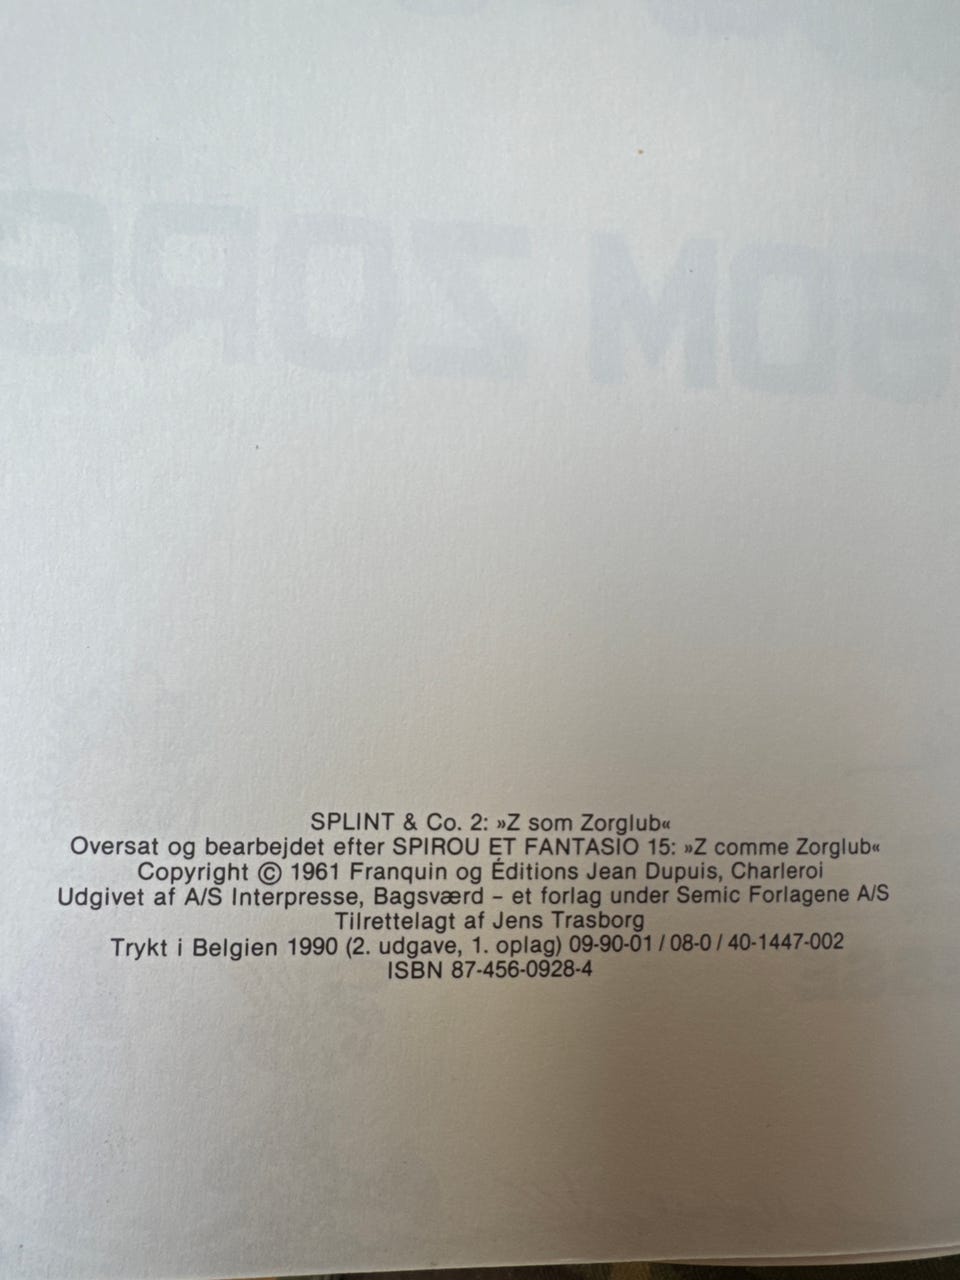 SPLINT & Co. 2: »Z som Zorglub«
Oversat og bearbejdet efter SPIROU ET FANTASIO 15: »Z comme Zorglub«
Copyright © 1961 Franquin og Éditions Jean Dupuis, Charleroi
Udgivet af A/S Interpresse, Bagsværd – et forlag under Semic Forlagene A/S
Tilrettelagt af Jens Trasborg
Trykt i Belgien 1990 (2. udgave, 1. oplag) 09-90-01 / 08-0 / 40-1447-002
ISBN 87-456-0928-4